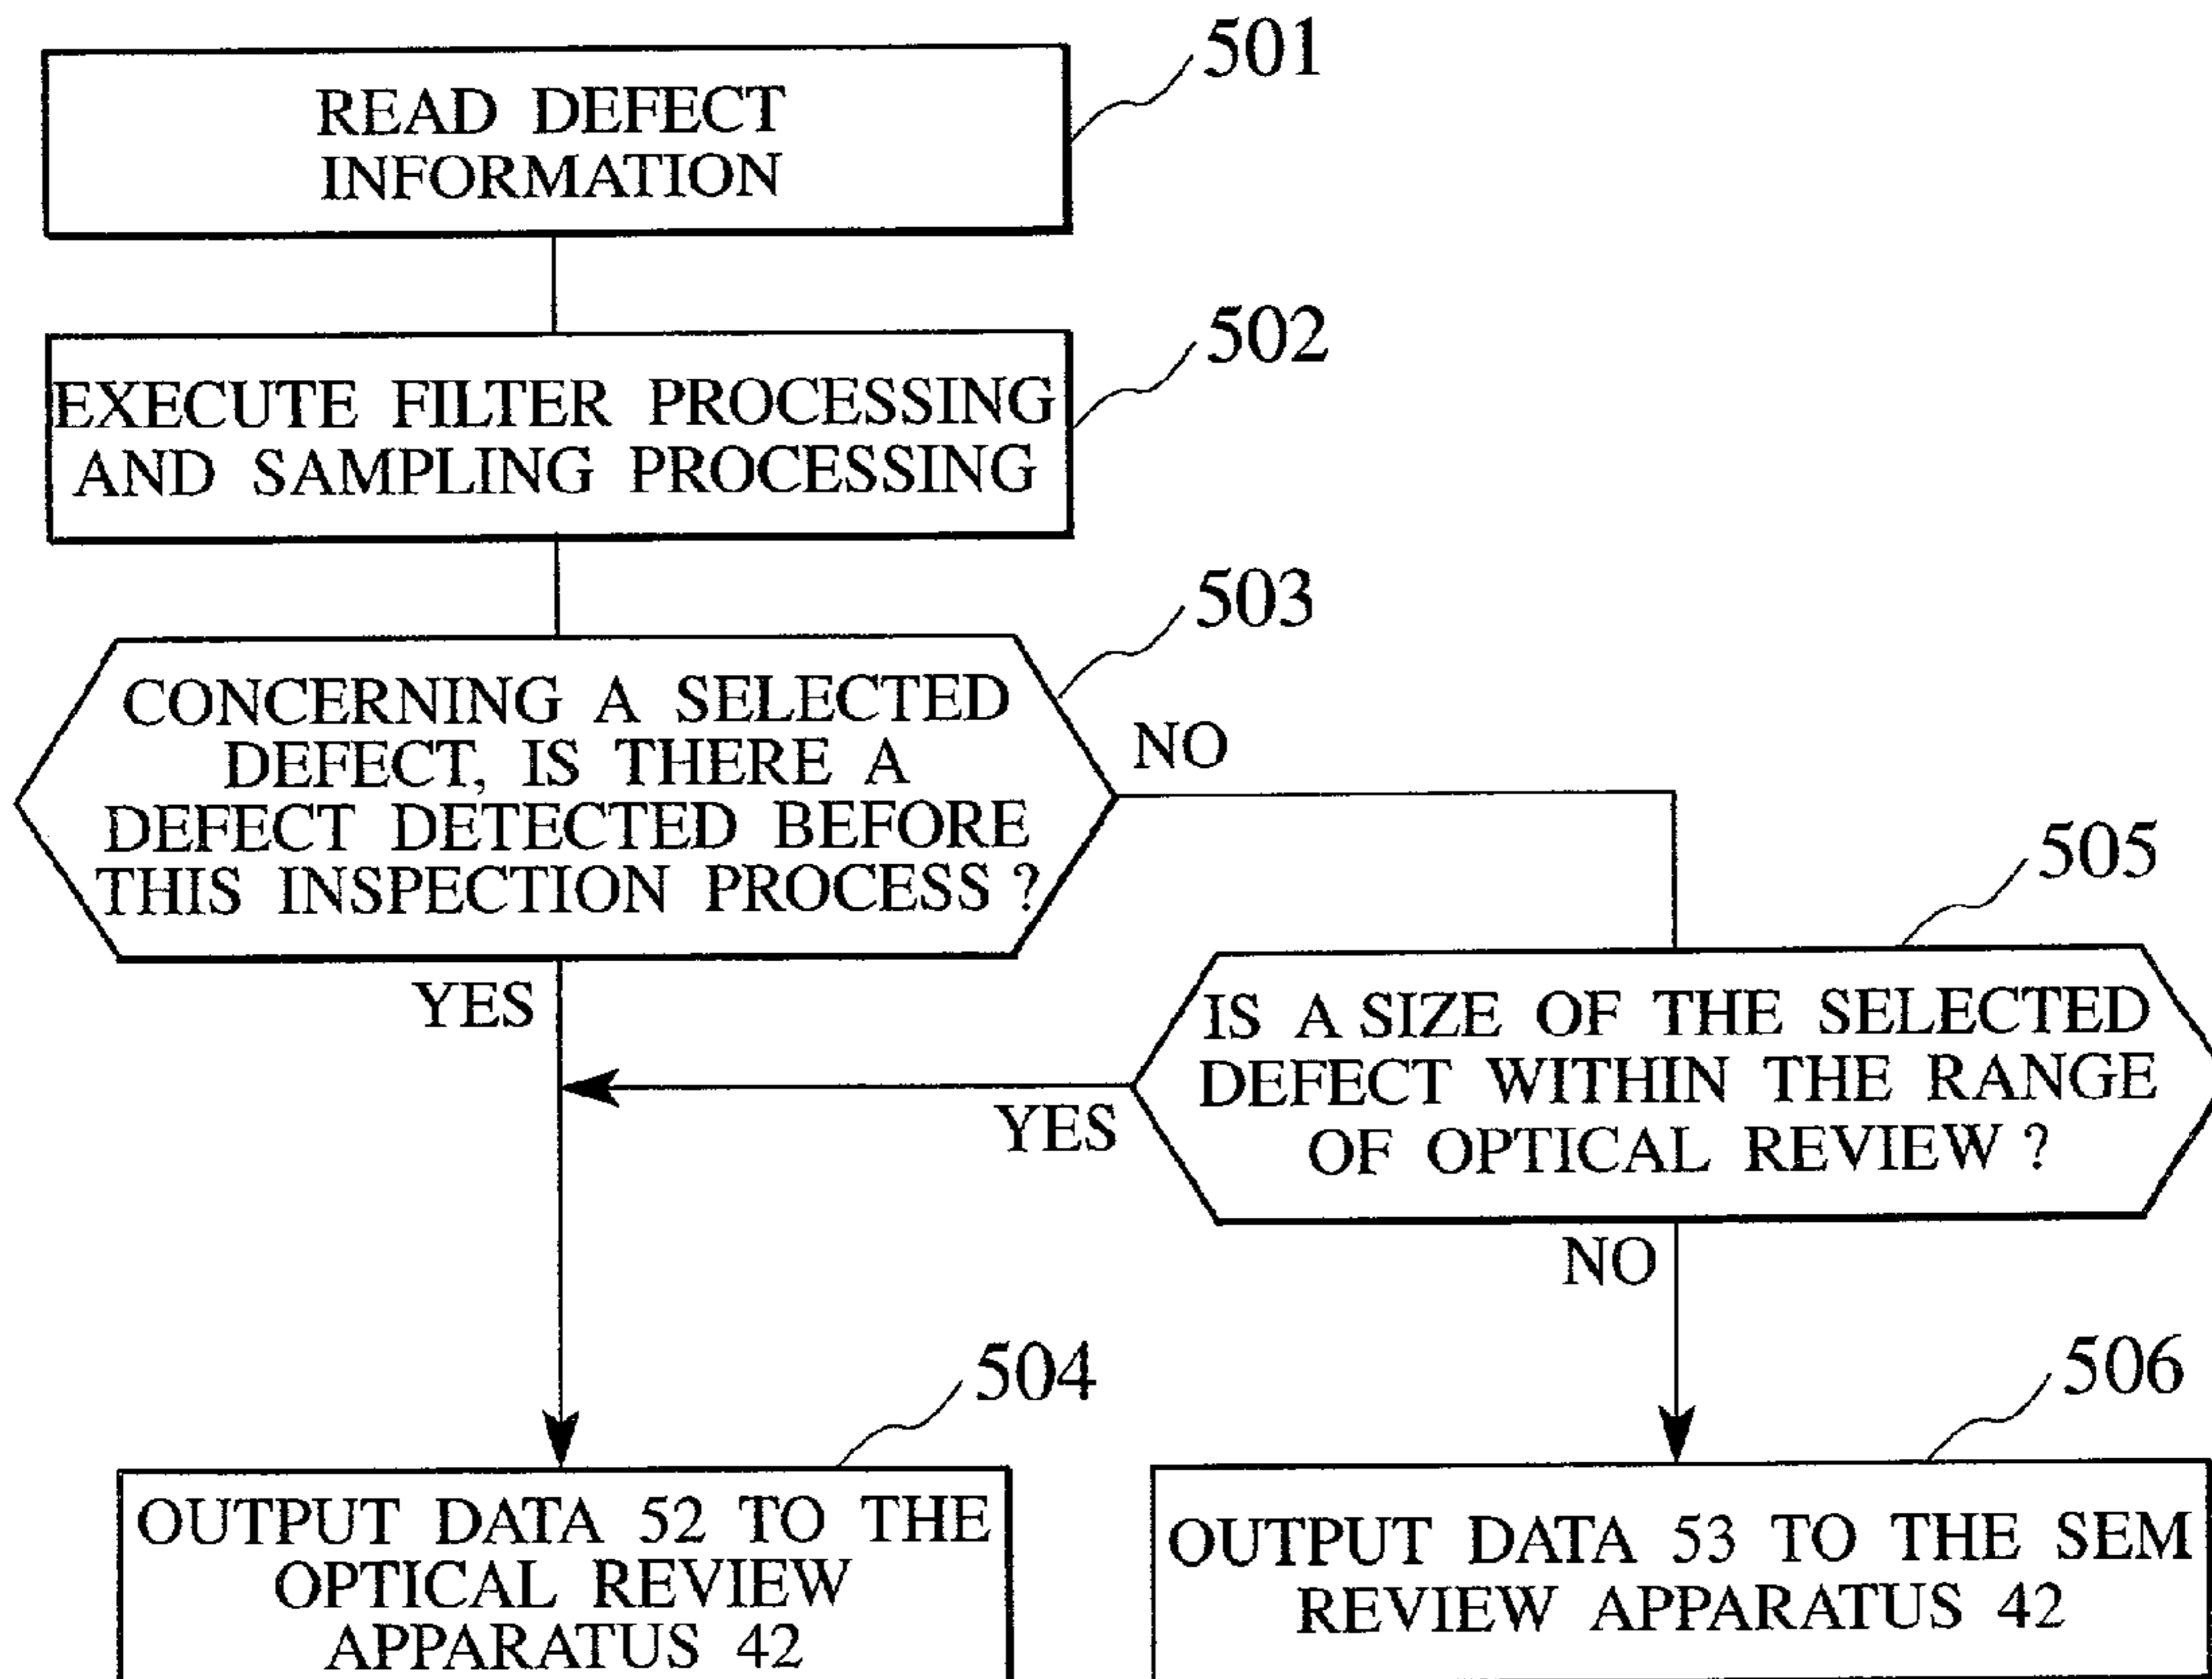 501
READ DEFECT
INFORMATION
502
EXECUTE FILTER PROCESSING
AND SAMPLING PROCESSING
503
CONCERNING A SELECTED
DEFECT, IS THERE A
DEFECT DETECTED BEFORE
THIS INSPECTION PROCESS ?
NO
YES
505
IS A SIZE OF THE SELECTED
DEFECT WITHIN THE RANGE
OF OPTICAL REVIEW ?
YES
NO
504
OUTPUT DATA 52 TO THE
OPTICAL REVIEW
APPARATUS 42
506
OUTPUT DATA 53 TO THE SEM
REVIEW APPARATUS 42